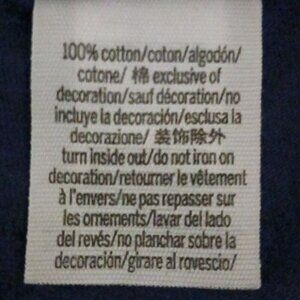 100% cotton/coton/algodón/
cotone/ 棉 exclusive of
decoration/sauf décoration/no
incluye la decoración/esclusa la
decorazione/ 装饰除外
turn inside out/do not iron on
decoration/retourner le vêtement
à l'envers/ne pas repasser sur
les ornements/lavar del lado
del revés/no planchar sobre la
decoración/girare al rovescio/